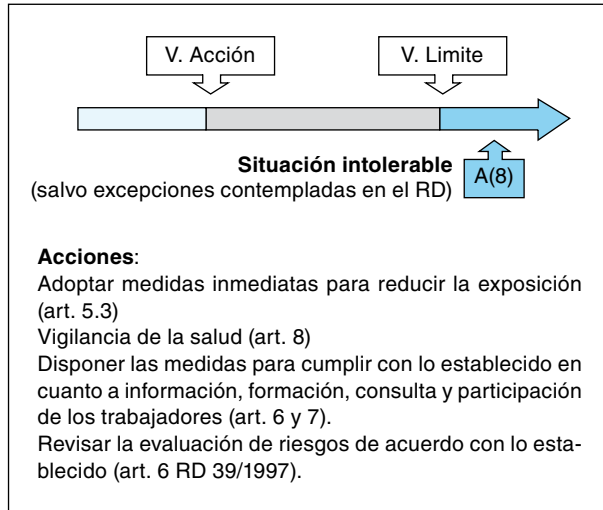 V. Acción
V. Limite
Situación intolerable
(salvo excepciones contempladas en el RD)
A(8)
Acciones:
Adoptar medidas inmediatas para reducir la exposición
(art. 5.3)
Vigilancia de la salud (art. 8)
Disponer las medidas para cumplir con lo establecido en
cuanto a información, formación, consulta y participación
de los trabajadores (art. 6 y 7).
Revisar la evaluación de riesgos de acuerdo con lo esta-
blecido (art. 6 RD 39/1997).